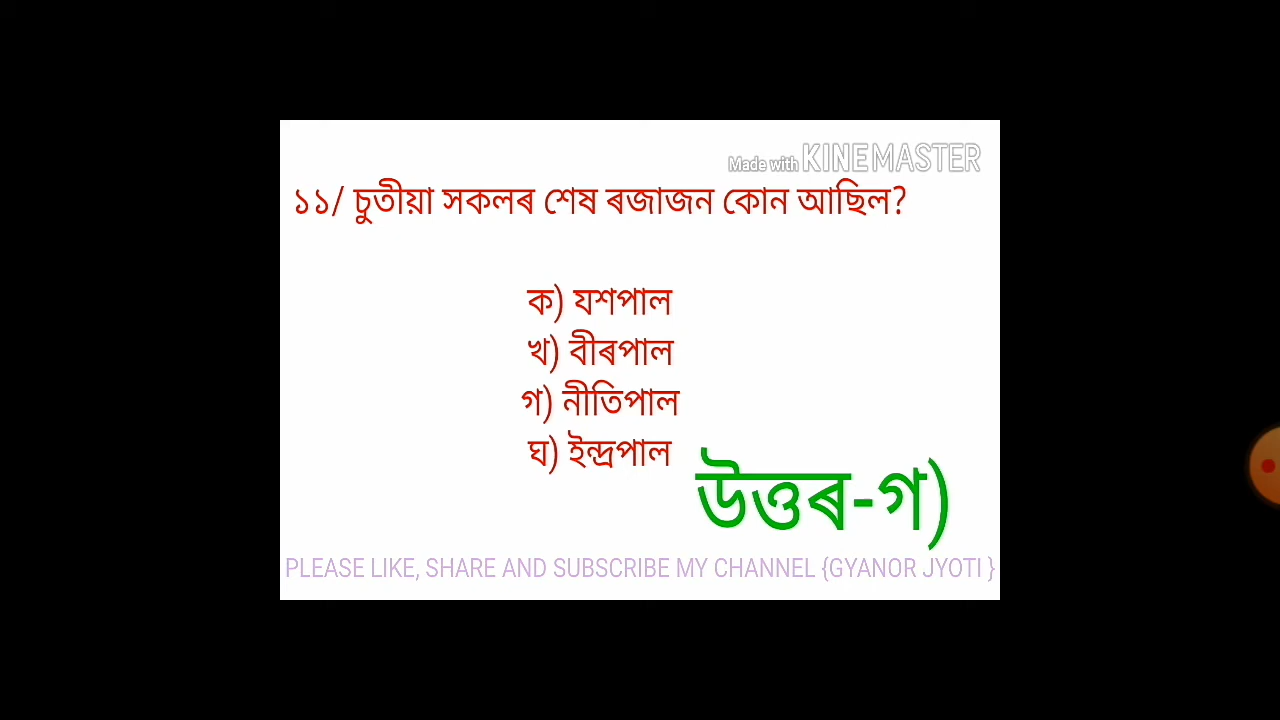 Made with KINEMASTER
১১/ চুতীয়া সকলৰ শেষ ৰজাজন কোন আছিল?
ক) যশপাল
খ) বীৰপাল
গ) নীতিপাল
ঘ) ইন্দ্ৰপাল
উত্তৰ-গ)
PLEASE LIKE, SHARE AND SUBSCRIBE MY CHANNEL {GYANOR JYOTI }